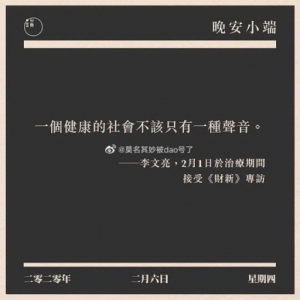 晚安小端
一個健康的社會不該只有一種聲音。
@莫名其妙被dao号了
——李文亮，2月1日於治療期間
接受《財新》專訪
二零二零年 二月六日 星期四